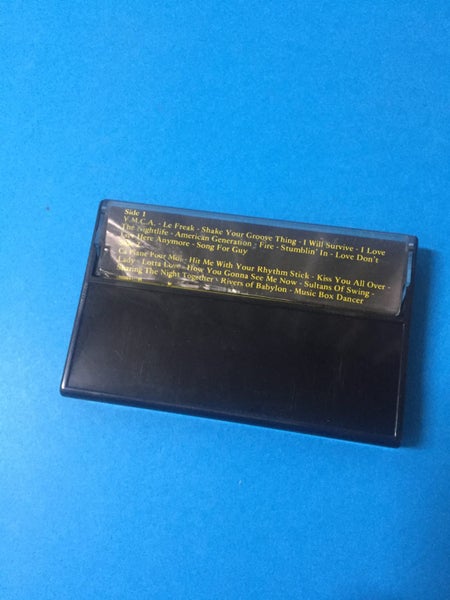 Side 1
Y.M.C.A. - Le Freak - Shake Your Groove Thing - I Will Survive - I Love
The Nightlife - American Generation - Fire - Stumblin' In - Love Don't
Live Here Anymore - Song For Guy
Side 2
Ca Plane Pour Moi - Hit Me With Your Rhythm Stick - Kiss You All Over -
Lady - Lotta Love - How You Gonna See Me Now - Sultans Of Swing -
Sharing The Night Together - Rivers of Babylon - Music Box Dancer